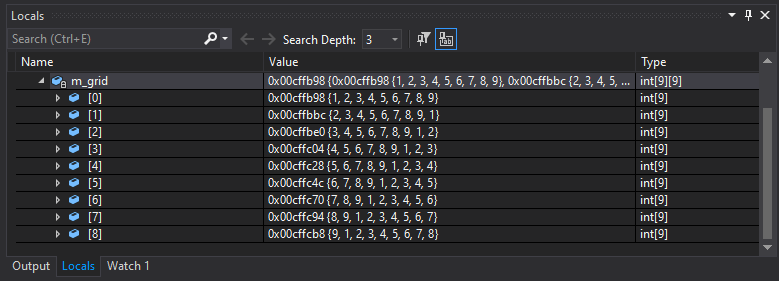 Locals
Search (Ctrl+E) Search Depth: 3
Name Value Type
m_grid 0x00cffb98 {0x00cffb98 {1, 2, 3, 4, 5, 6, 7, 8, 9}, 0x00cffbbc {2, 3, 4, 5, ... int[9][9]
[0] 0x00cffb98 {1, 2, 3, 4, 5, 6, 7, 8, 9} int[9]
[1] 0x00cffbbc {2, 3, 4, 5, 6, 7, 8, 9, 1} int[9]
[2] 0x00cffbe0 {3, 4, 5, 6, 7, 8, 9, 1, 2} int[9]
[3] 0x00cffc04 {4, 5, 6, 7, 8, 9, 1, 2, 3} int[9]
[4] 0x00cffc28 {5, 6, 7, 8, 9, 1, 2, 3, 4} int[9]
[5] 0x00cffc4c {6, 7, 8, 9, 1, 2, 3, 4, 5} int[9]
[6] 0x00cffc70 {7, 8, 9, 1, 2, 3, 4, 5, 6} int[9]
[7] 0x00cffc94 {8, 9, 1, 2, 3, 4, 5, 6, 7} int[9]
[8] 0x00cffcb8 {9, 1, 2, 3, 4, 5, 6, 7, 8} int[9]
Output Locals Watch 1